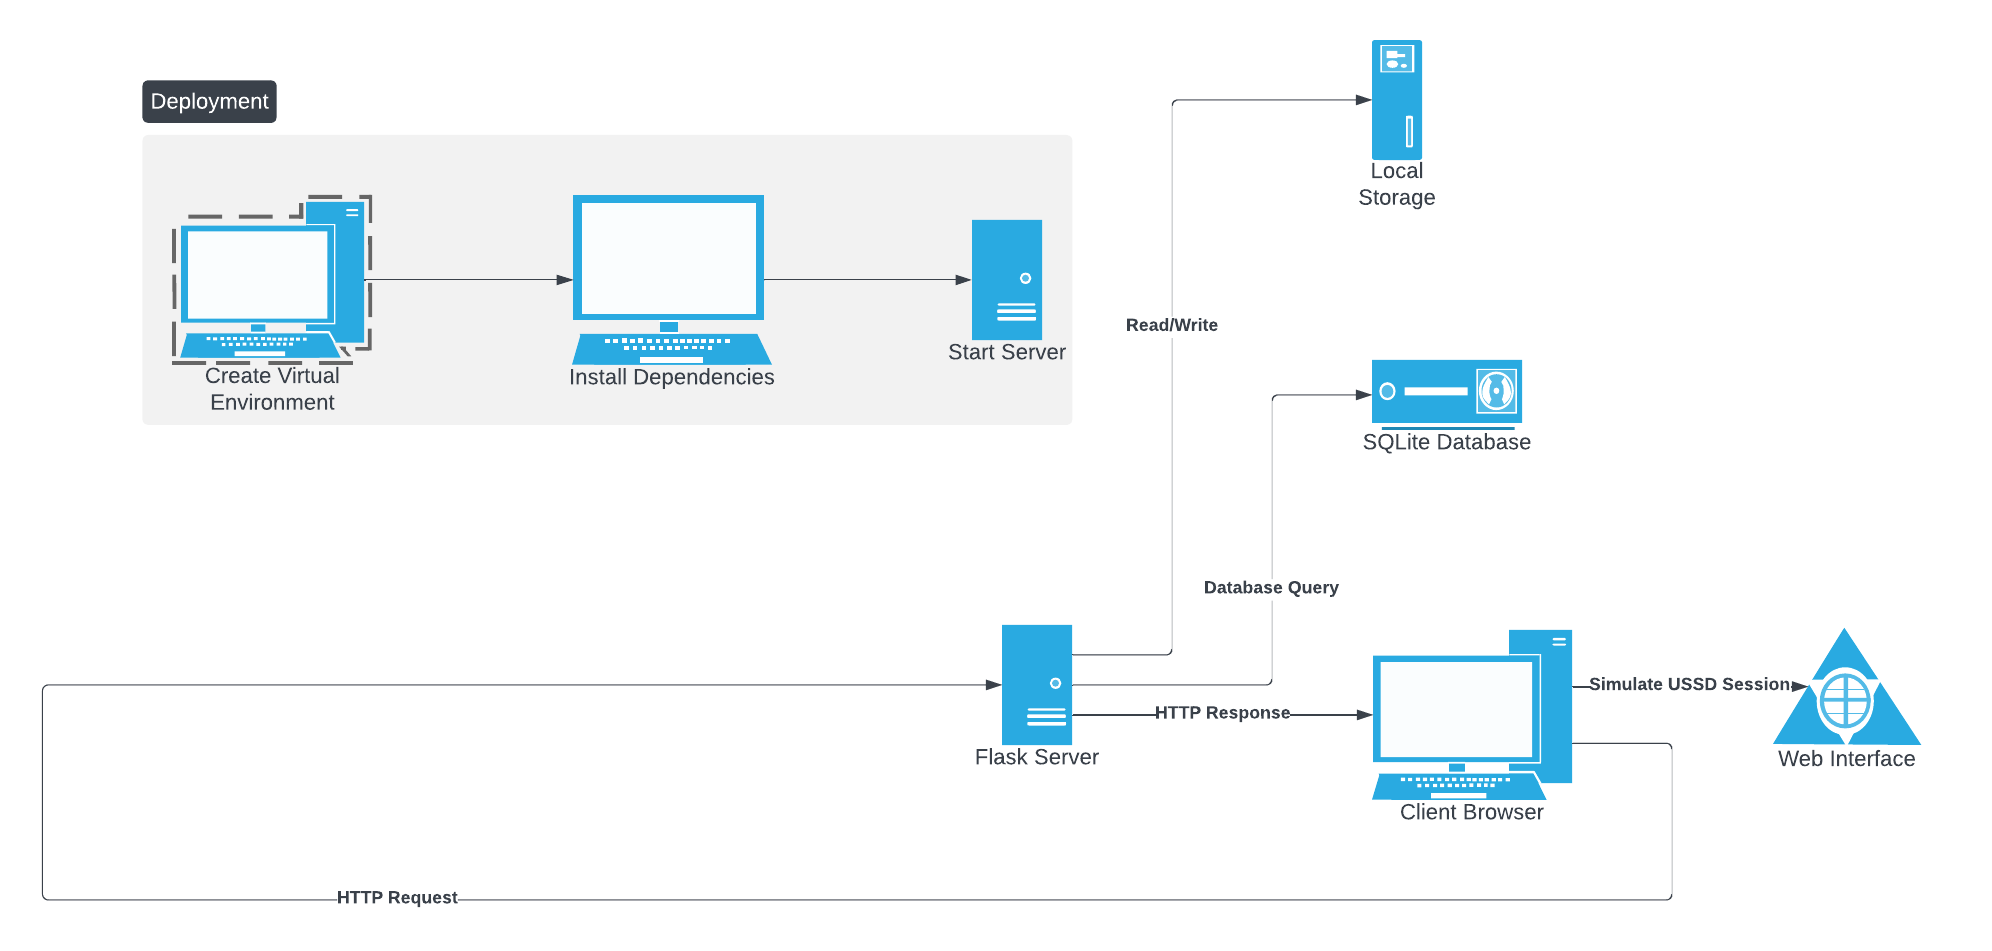 Deployment
Create Virtual
Environment
Install Dependencies
Start Server
Local
Storage
Read/Write
SQLite Database
Database Query
Flask Server
HTTP Response
Client Browser
Simulate USSD Session
Web Interface
HTTP Request